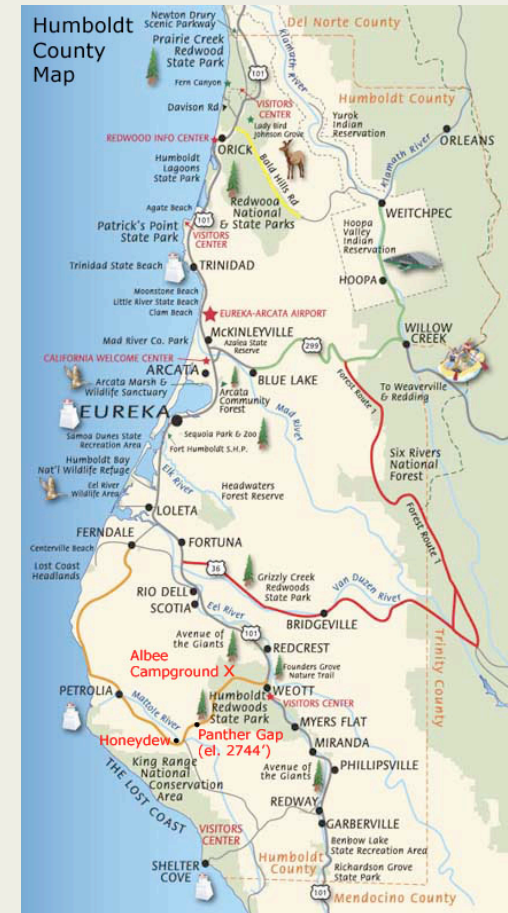 Humboldt
County
Map
Newton Drury
Scenic Parkway
Del Norte County
Prairie Creek
Redwood
State Park
Klamath River
101
Fern Canyon
VISITORS
CENTER
Humboldt County
Davison Rd
Lady Bird
Johnson Grove
Yurok
Indian
Reservation
Klamath River
ORLEANS
REDWOOD INFO CENTER
ORICK
Bald Hills Rd
Humboldt
Lagoons
State Park
Redwood
National
& State Parks
WEITCHPEC
Agate Beach
101
Patrick's Point
State Park
VISITORS
CENTER
Hoopa
Valley
Indian
Reservation
Trinidad State Beach
TRINIDAD
HOOPA
Moonstone Beach
Little River State Beach
Clam Beach
EUREKA-ARCATA AIRPORT
Mad River Co. Park
McKINLEYVILLE
Azalea State
Reserve
299
WILLOW
CREEK
CALIFORNIA WELCOME CENTER
ARCATA
BLUE LAKE
Arcata Marsh &
Wildlife Sanctuary
Arcata
Community
Forest
Forest Route 1
To Weaverville
& Redding
EUREKA
Mad River
Samoa Dunes State
Recreation Area
Sequoia Park & Zoo
Fort Humboldt S.H.P.
Six Rivers
National
Forest
Humboldt Bay
Nat'l Wildlife Refuge
Elk River
Headwaters
Forest Reserve
Eel River
Wildlife Area
LOLETA
Forest Route 1
FERNDALE
FORTUNA
Centerville Beach
36
Lost Coast
Headlands
Grizzly Creek
Redwoods
State Park
Van Duzen River
RIO DELL
SCOTIA
Eel River
BRIDGEVILLE
Avenue of
the Giants
101
REDCREST
Trinity County
Albee
Campground X
Founders Grove
Nature Trail
PETROLIA
Mattole River
Humboldt
Redwoods
State Park
WEOTT
VISITORS CENTER
Honeydew
Panther Gap
(el. 2744')
MYERS FLAT
MIRANDA
King Range
National
Conservation
Area
Avenue of
the Giants
PHILLIPSVILLE
THE LOST COAST
REDWAY
VISITORS
CENTER
GARBERVILLE
Benbow Lake
State Recreation Area
SHELTER
COVE
Humboldt
County
Richardson Grove
State Park
101
Mendocino County